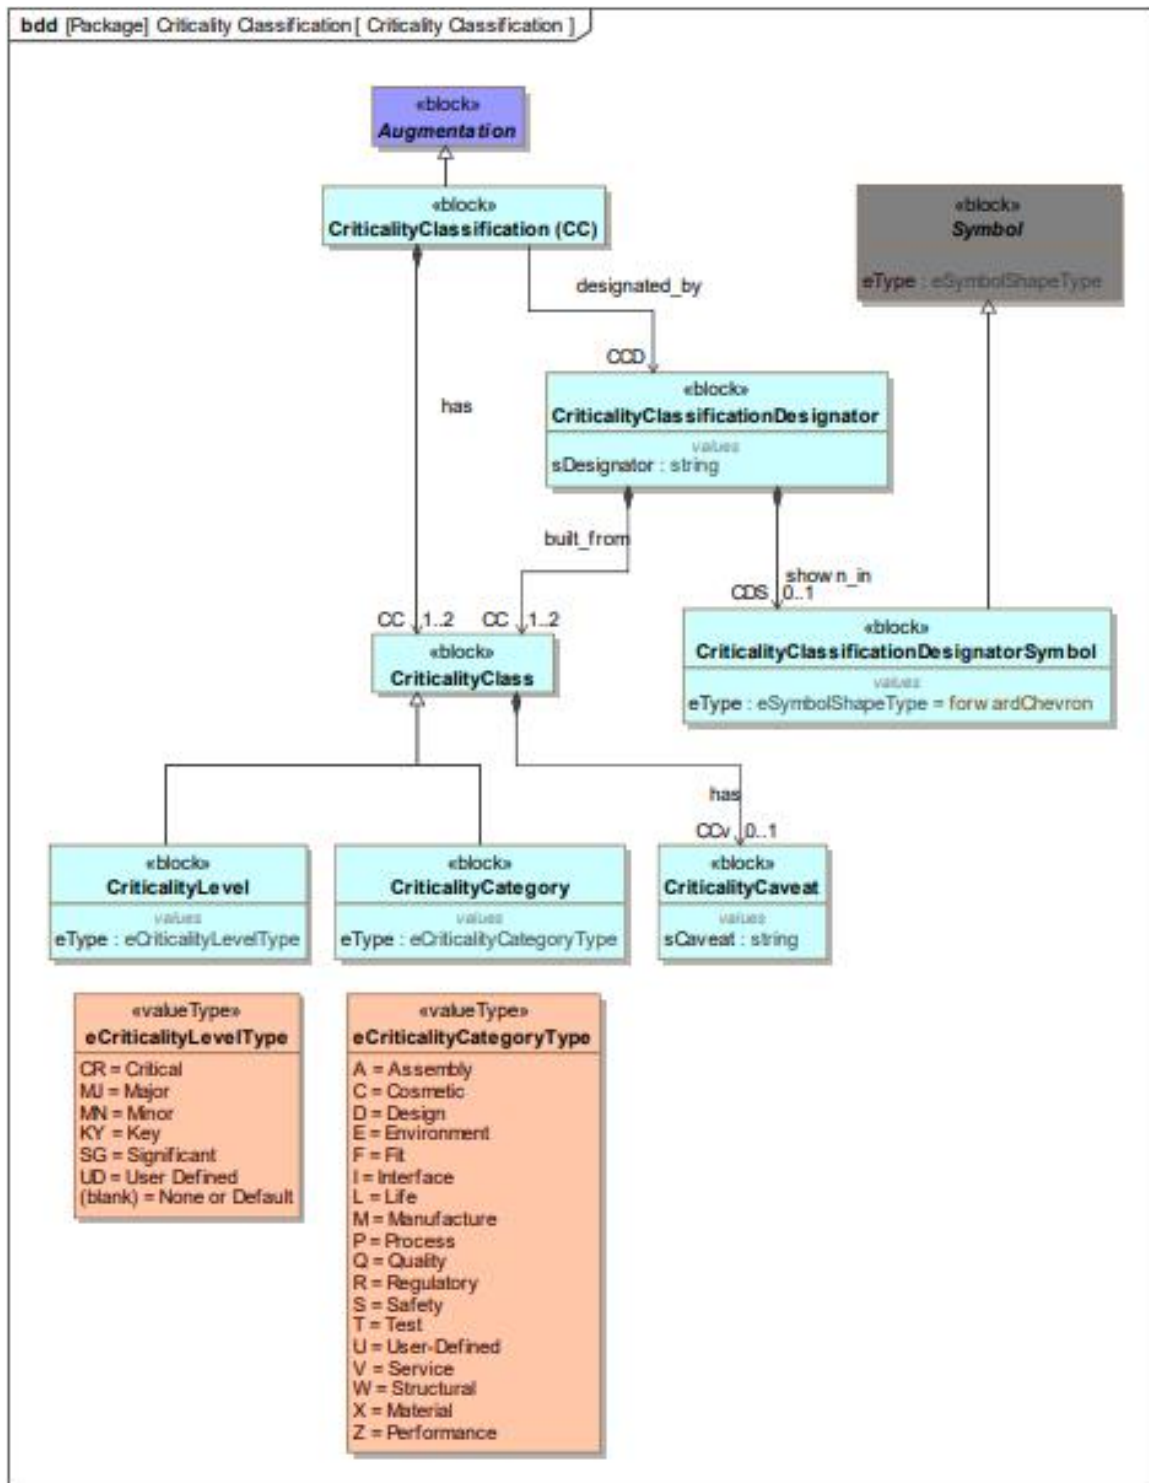 bdd [Package] Criticality Classification [ Criticality Classification ]
«block»
Augmentation
«block»
CriticalityClassification (CC)
«block»
Symbol
eType : eSymbolShapeType
designated_by
CCD
«block»
CriticalityClassificationDesignator
values
sDesignator : string
has
built_from
shown_in
CC 1..2
CC 1..2
CDS 0..1
«block»
CriticalityClass
«block»
CriticalityClassificationDesignatorSymbol
values
eType : eSymbolShapeType = forwardChevron
has
CCv 0..1
«block»
CriticalityLevel
values
eType : eCriticalityLevelType
«block»
CriticalityCategory
values
eType : eCriticalityCategoryType
«block»
CriticalityCaveat
values
sCaveat : string
«valueType»
eCriticalityLevelType
CR = Critical
MJ = Major
MN = Minor
KY = Key
SG = Significant
UD = User Defined
(blank) = None or Default
«valueType»
eCriticalityCategoryType
A = Assembly
C = Cosmetic
D = Design
E = Environment
F = Fit
I = Interface
L = Life
M = Manufacture
P = Process
Q = Quality
R = Regulatory
S = Safety
T = Test
U = User-Defined
V = Service
W = Structural
X = Material
Z = Performance